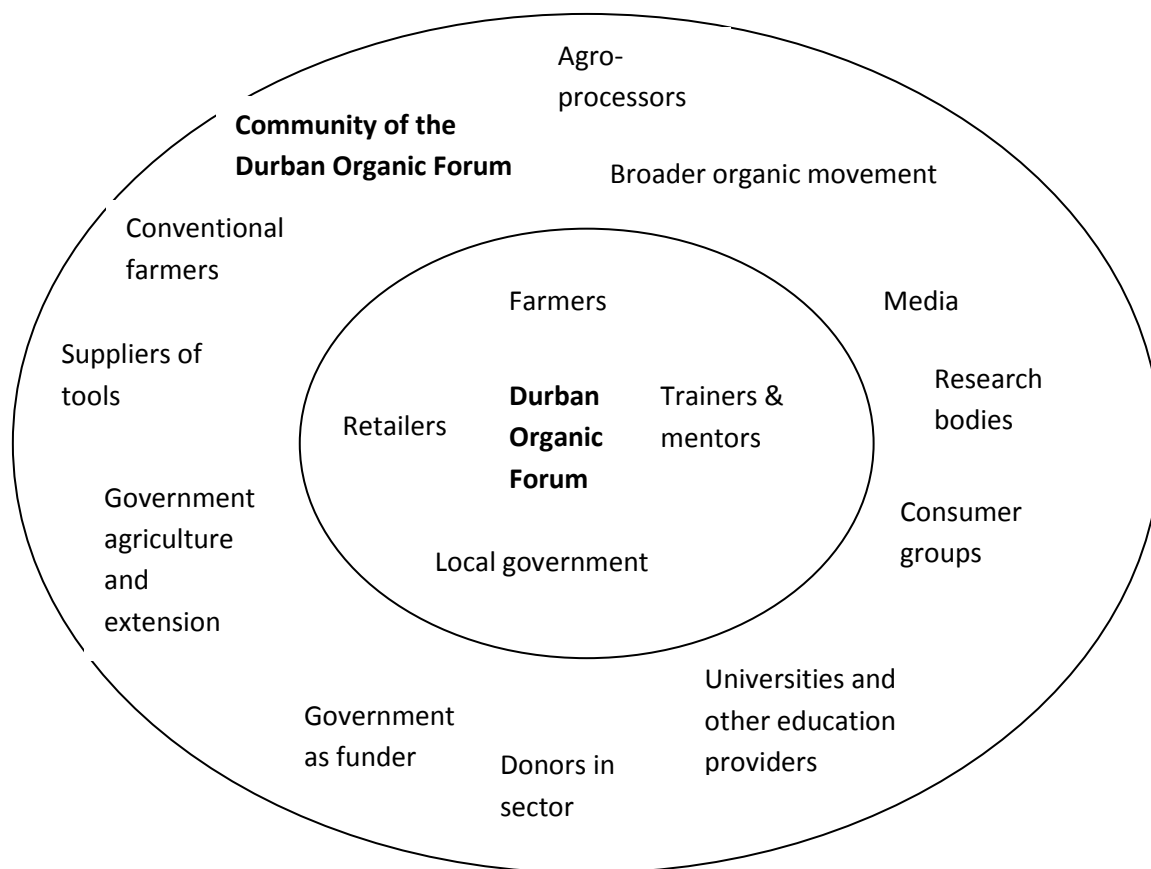 Agro-
processors
Community of the
Durban Organic Forum
Broader organic movement
Conventional
farmers
Farmers
Media
Suppliers of
tools
Research
bodies
Retailers
Durban
Organic
Forum
Trainers &
mentors
Government
agriculture
and
extension
Consumer
groups
Local government
Universities and
other education
providers
Government
as funder
Donors in
sector